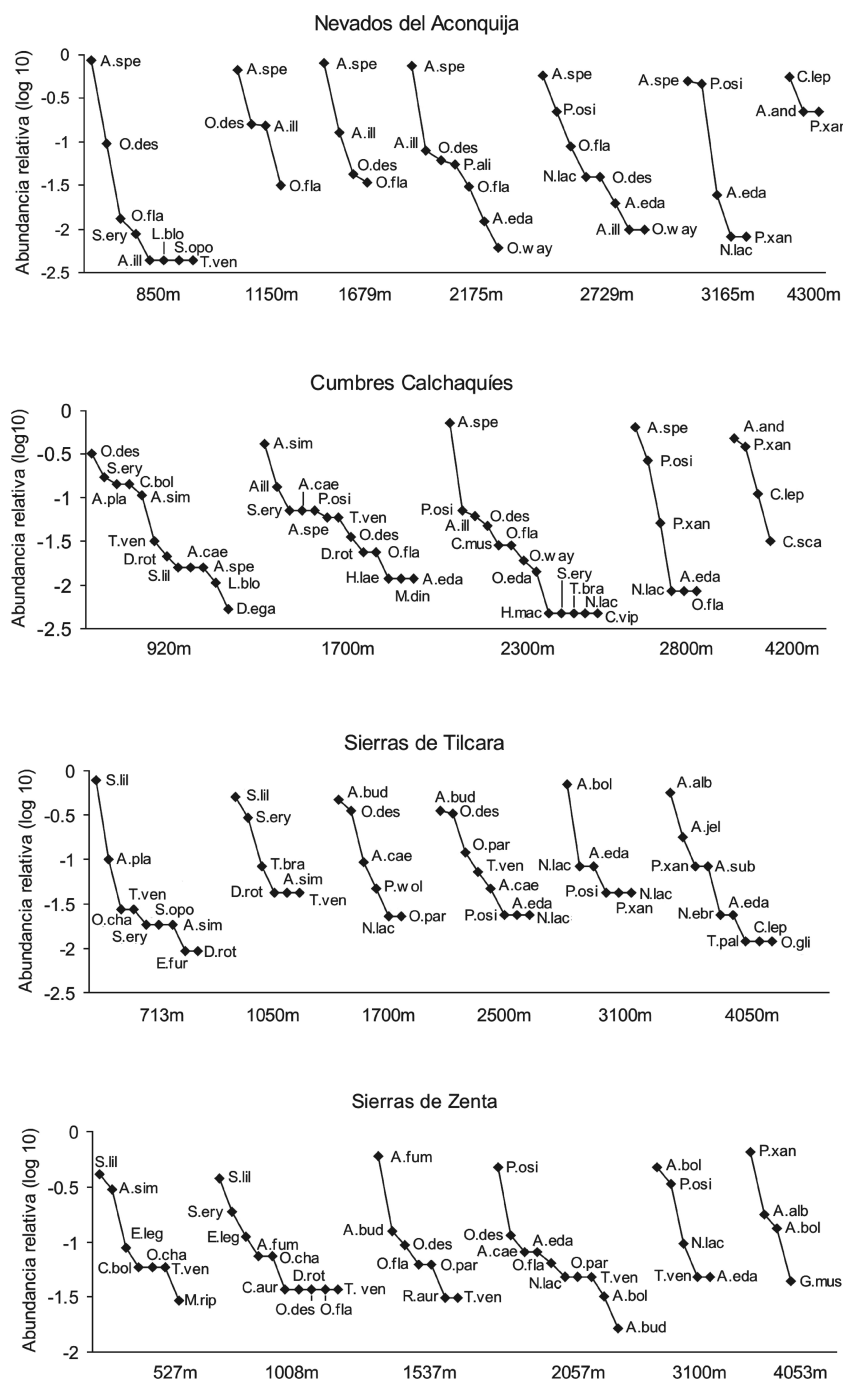 Nevados del Aconquija
Abundancia relativa (log 10)
0
-0.5
-1
-1.5
-2
-2.5
A.spe
O.des
O.fla
S.ery
L.blo
S.opo
A.ill
T.ven
A.spe
O.des
A.ill
O.fla
A.spe
A.ill
O.des
O.fla
A.spe
A.ill
O.des
P.ali
O.fla
A.eda
O.way
A.spe
P.osi
O.fla
N.lac
O.des
A.eda
A.ill
O.way
A.spe
P.osi
A.eda
N.lac
P.xan
C.lep
A.and
P.xar
850m 1150m 1679m 2175m 2729m 3165m 4300m
Cumbres Calchaquíes
Abundancia relativa (log10)
0
-0.5
-1
-1.5
-2
-2.5
O.des
S.ery
A.pla
C.bol
A.sim
T.ven
D.rot
S.lil
A.cae
A.spe
L.blo
D.ega
A.sim
Aill
S.ery
A.cae
A.spe
P.osi
T.ven
O.des
D.rot
O.fla
H.lae
M.din
A.eda
A.spe
P.osi
A.ill
O.des
C.mus
O.fla
O.way
O.eda
H.mac
S.ery
T.bra
N.lac
C.vip
A.spe
P.osi
P.xan
N.lac
A.eda
O.fla
A.and
P.xan
C.lep
C.sca
920m 1700m 2300m 2800m 4200m
Sierras de Tilcara
Abundancia relativa (log 10)
0
-0.5
-1
-1.5
-2
-2.5
S.lil
A.pla
O.cha
T.ven
S.ery
S.opo
A.sim
E.fur
D.rot
S.lil
S.ery
T.bra
D.rot
A.sim
T.ven
A.bud
O.des
A.cae
P.wol
N.lac
O.par
A.bud
O.des
O.par
T.ven
A.cae
P.osi
A.eda
N.lac
A.bol
N.lac
A.eda
P.osi
P.xan
N.lac
A.alb
A.jel
P.xan
A.sub
N.ebr
A.eda
T.pal
C.lep
O.gli
713m 1050m 1700m 2500m 3100m 4050m
Sierras de Zenta
Abundancia relativa (log 10)
0
-0.5
-1
-1.5
-2
S.lil
A.sim
E.leg
C.bol
O.cha
T.ven
M.rip
S.lil
S.ery
E.leg
A.fum
O.cha
C.aur
O.des
D.rot
O.fla
T. ven
A.fum
A.bud
O.des
O.fla
O.par
R.aur
T.ven
P.osi
O.des
A.cae
A.eda
O.fla
N.lac
O.par
T.ven
A.bol
A.bud
A.bol
P.osi
N.lac
T.ven
A.eda
P.xan
A.alb
A.bol
G.mus
527m 1008m 1537m 2057m 3100m 4053m